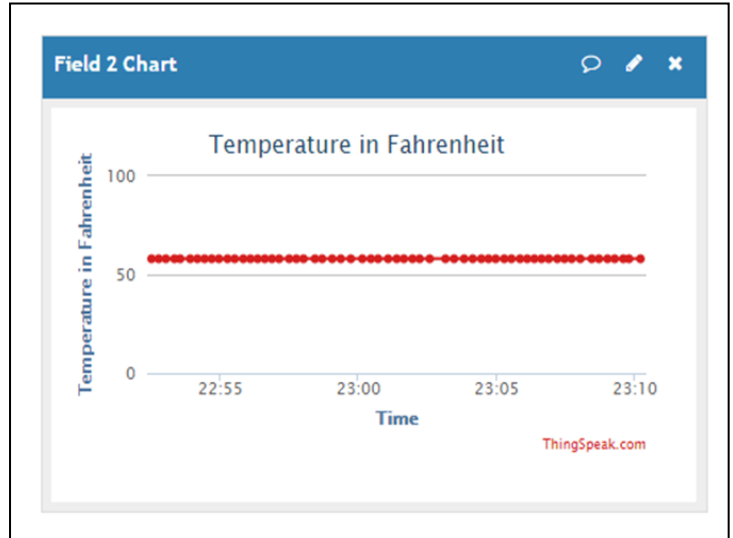 Field 2 Chart
Temperature in Fahrenheit
Temperature in Fahrenheit
100
50
0
22:55 23:00 23:05 23:10
Time
ThingSpeak.com